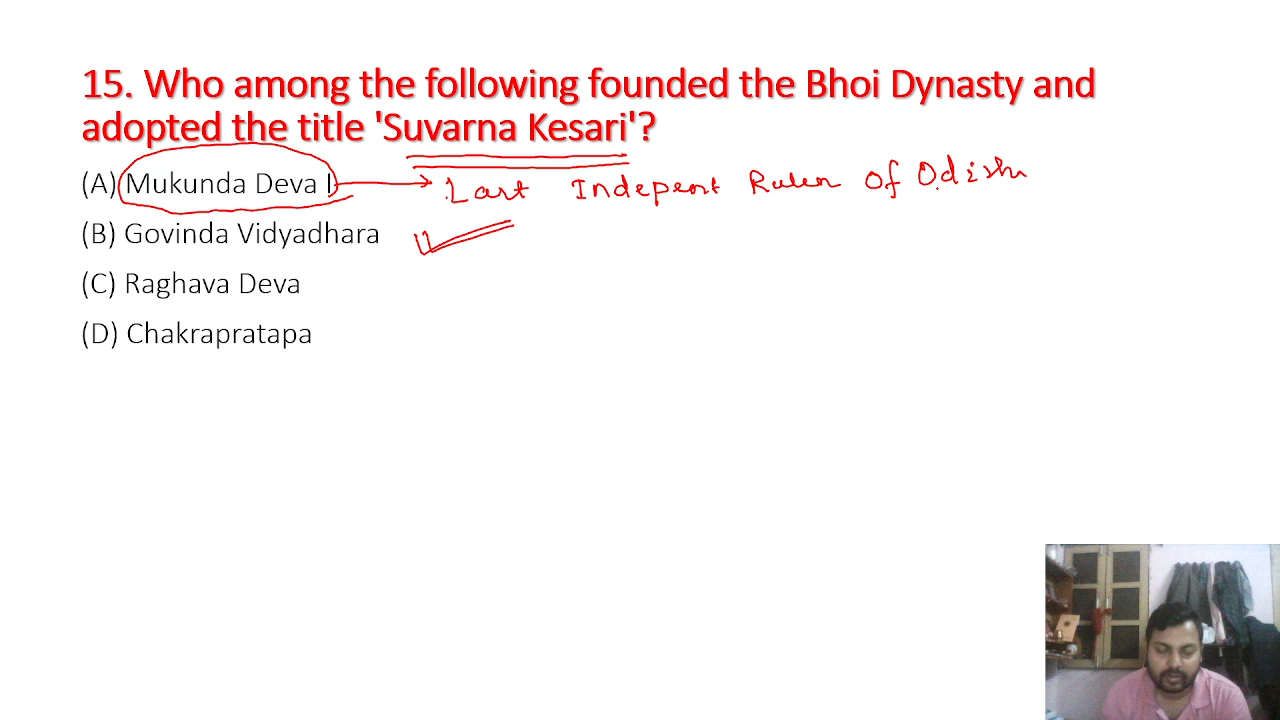 15. Who among the following founded the Bhoi Dynasty and
adopted the title 'Suvarna Kesari'?
(A) Mukunda Deva I Last Indepent Ruler Of Odisha
(B) Govinda Vidyadhara
(C) Raghava Deva
(D) Chakrapratapa